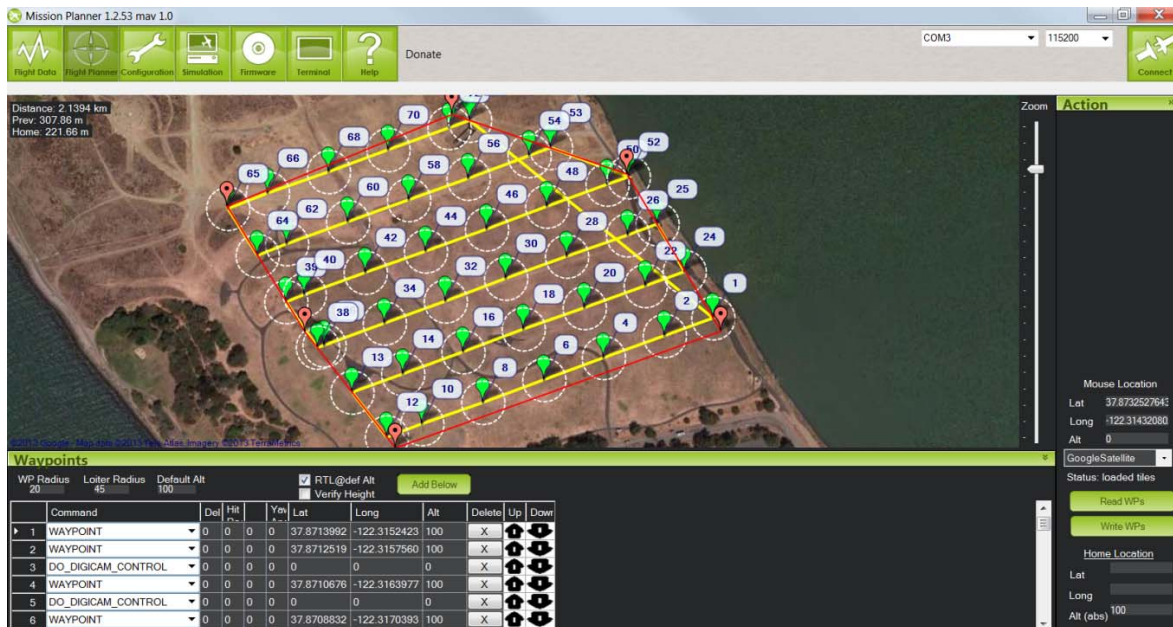 Mission Planner 1.2.53 mav 1.0
Flight Data Flight Planner Configuration Simulation Firmware Terminal Help Donate COM3 115200 Connect
Distance: 2.1394 km
Prev: 307.86 m
Home: 221.66 m
Zoom
Action
70 53
68 54 52
66 56
65 58 48
60 46 25
62 44 28 26
64 42 30 24
40 32 22
39 34 20 1
38 18 2
16 4
14 6
13 8
10
12
Mouse Location
Lat 37.8732527643
Long -122.31432080
Alt 0
GoogleSatellite
Status: loaded tiles
Read WPs
Write WPs
Home Location
Lat
Long
Alt (abs) 100
Waypoints
WP Radius Loiter Radius Default Alt
20 45 100
RTL@def Alt
Verify Height
Add Below
Command Del Hit Yaw Lat Long Alt Delete Up Down
1 WAYPOINT 0 0 0 0 37.8713992 -122.3152423 100 X
2 WAYPOINT 0 0 0 0 37.8712519 -122.3157560 100 X
3 DO_DIGICAM_CONTROL 0 0 0 0 0 0 0 X
4 WAYPOINT 0 0 0 0 37.8710676 -122.3163977 100 X
5 DO_DIGICAM_CONTROL 0 0 0 0 0 0 0 X
6 WAYPOINT 0 0 0 0 37.8708832 -122.3170393 100 X